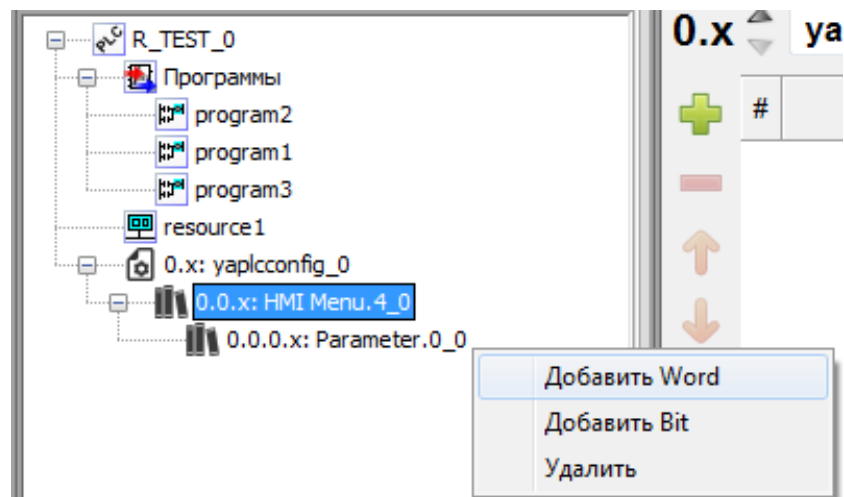 R_TEST_0
Программы
program2
program1
program3
resource1
0.x: yaplcconfig_0
0.0.x: HMI Menu.4_0
0.0.0.x: Parameter.0_0
0.x ya
#
Добавить Word
Добавить Bit
Удалить